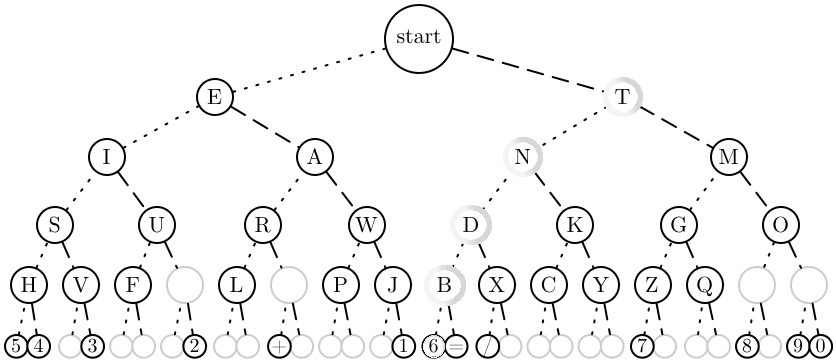 start
E T
I A N M
S U R W D K G O
H V F L P J B X C Y Z Q
5 4 3 2 + 1 6 = / 7 8 9 0